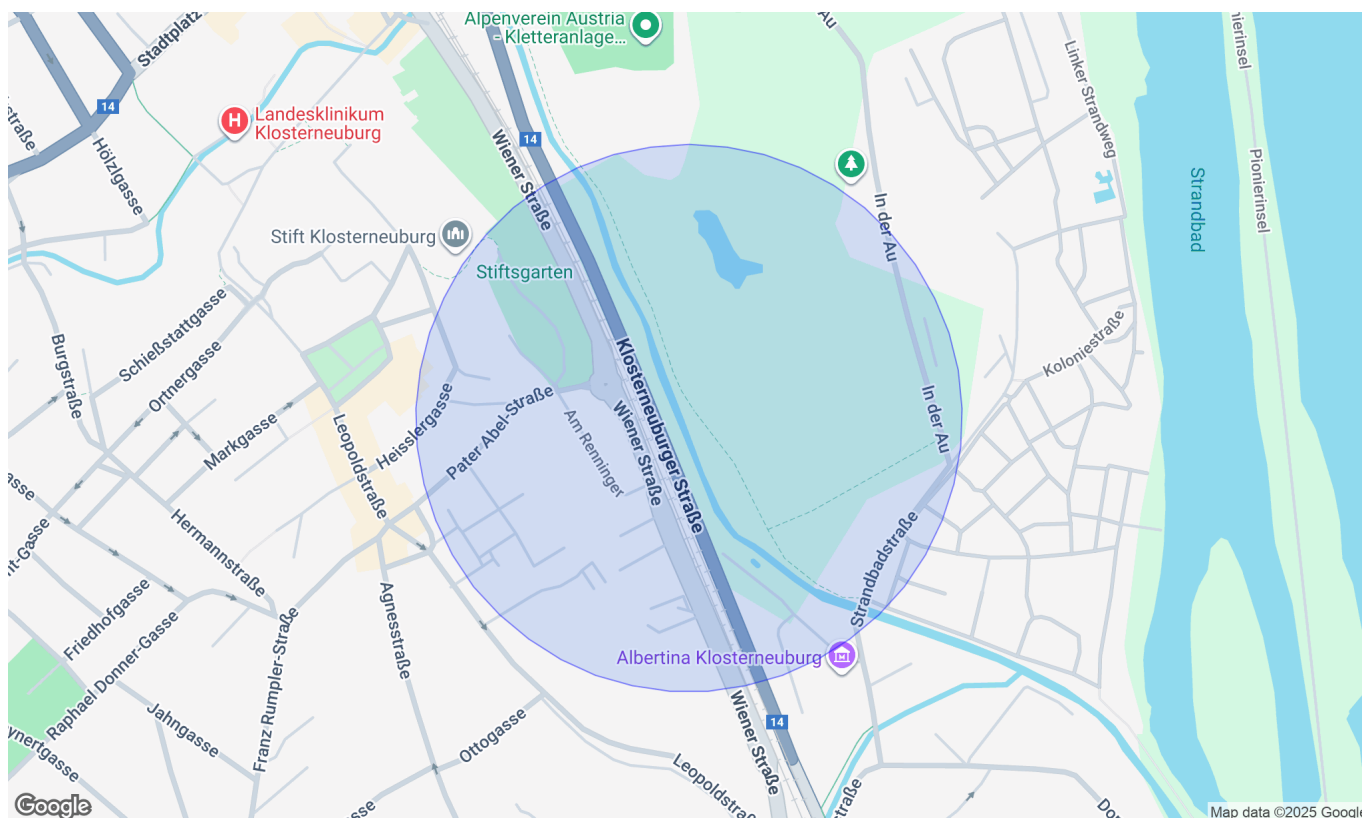 Alpenverein Austria
- Kletteranlage...
Au
Stadtplatz
14
Landesklinikum
Klosterneuburg
Hölzlgasse
Wiener Straße
14
Linker Strandweg
Pionierinsel
Strandbad
In der Au
Stift Klosterneuburg
Stiftsgarten
Schießstattgasse
Ortnergasse
Burgstraße
Markgasse
Leopoldstraße
Heisslergasse
Pater Abel-Straße
Am Renninger
Wiener Straße
Klosterneuburger Straße
In der Au
Koloniestraße
Hermannstraße
Friedhofgasse
Raphael Donner-Gasse
Franz Rumpler-Straße
Agnesstraße
Strandbadstraße
Albertina Klosterneuburg
Jahngasse
Ottogasse
Wiener Straße
14
Google
Map data ©2025 Google